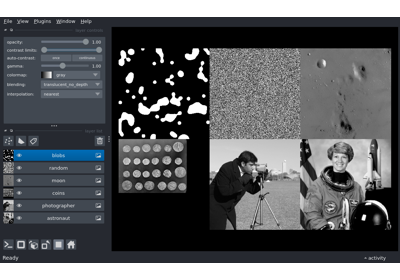 File View Plugins Window Help
opacity: 1.00
contrast limits:
auto-contrast: once continuous
gamma: 1.00
colormap: gray
blending: translucent_no_depth
interpolation: nearest
blobs
random
moon
coins
photographer
astronaut
Ready activity